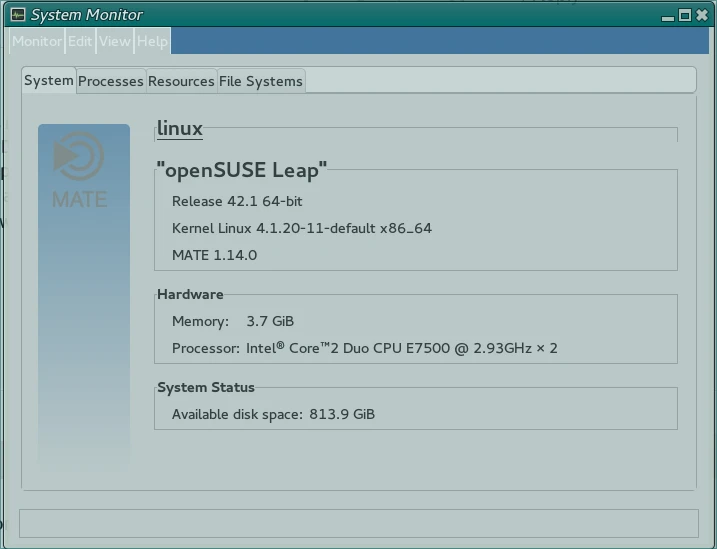 System Monitor
Monitor Edit View Help
System Processes Resources File Systems
MATE
linux
"openSUSE Leap"
Release 42.1 64-bit
Kernel Linux 4.1.20-11-default x86_64
MATE 1.14.0
Hardware
Memory: 3.7 GiB
Processor: Intel® Core™2 Duo CPU E7500 @ 2.93GHz × 2
System Status
Available disk space: 813.9 GiB